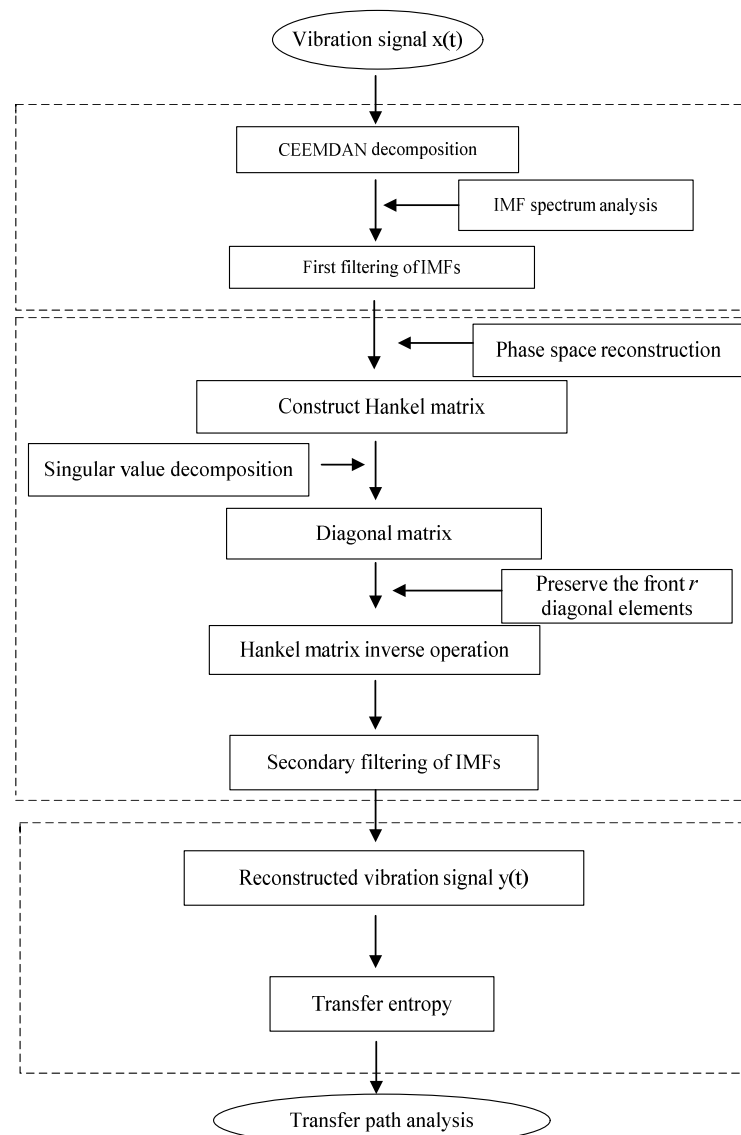 Vibration signal x(t)
CEEMDAN decomposition
IMF spectrum analysis
First filtering of IMFs
Phase space reconstruction
Construct Hankel matrix
Singular value decomposition
Diagonal matrix
Preserve the front r
diagonal elements
Hankel matrix inverse operation
Secondary filtering of IMFs
Reconstructed vibration signal y(t)
Transfer entropy
Transfer path analysis